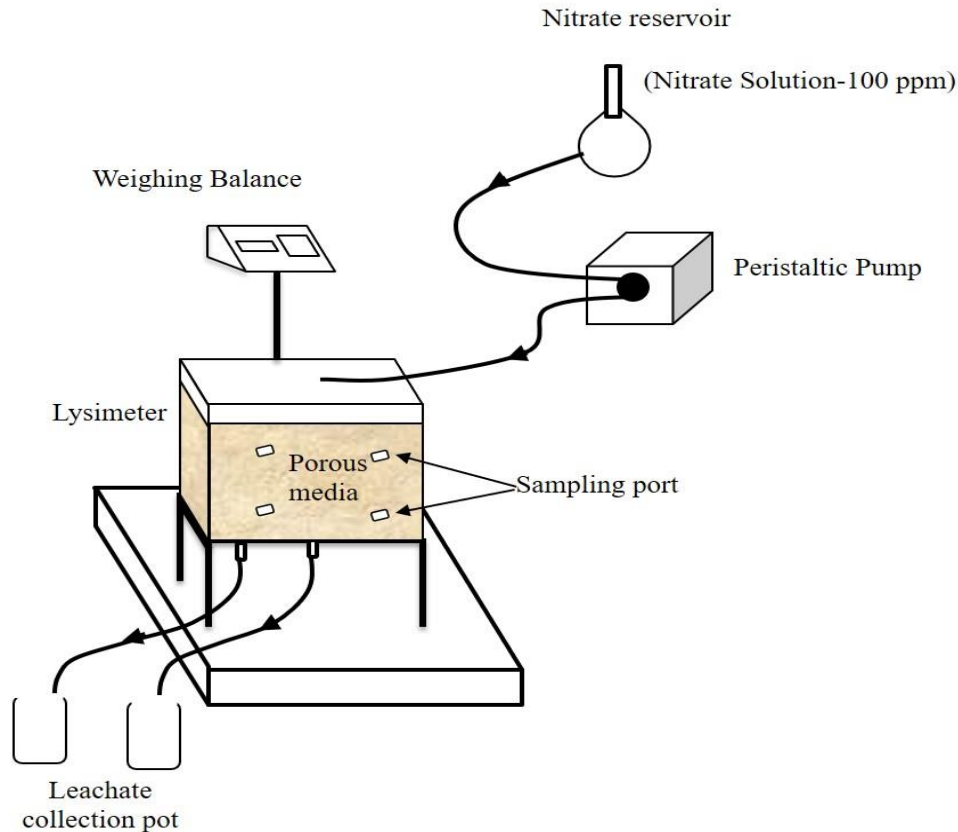 Nitrate reservoir
(Nitrate Solution-100 ppm)
Weighing Balance
Peristaltic Pump
Lysimeter
Porous
media
Sampling port
Leachate
collection pot